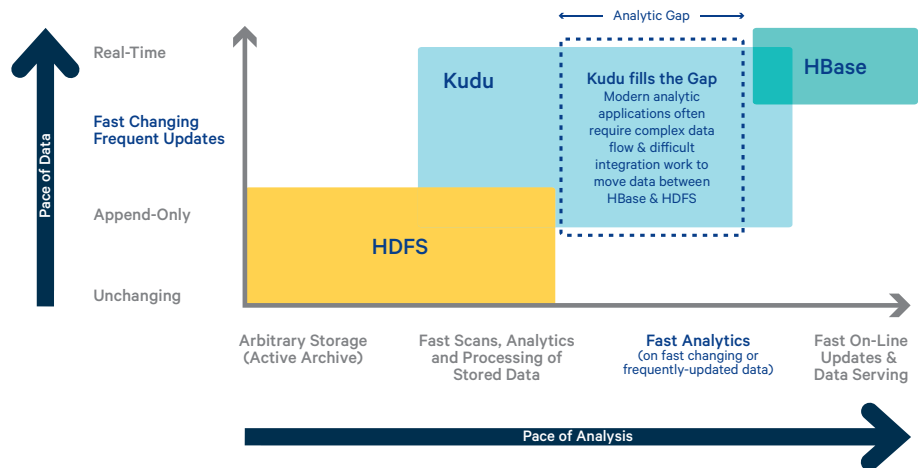 Analytic Gap
Real-Time
Kudu
HBase
Kudu fills the Gap
Modern analytic
applications often
require complex data
flow & difficult
integration work to
move data between
HBase & HDFS
Fast Changing
Frequent Updates
Pace of Data
Append-Only
HDFS
Unchanging
Arbitrary Storage
(Active Archive)
Fast Scans, Analytics
and Processing of
Stored Data
Fast Analytics
(on fast changing or
frequently-updated data)
Fast On-Line
Updates &
Data Serving
Pace of Analysis